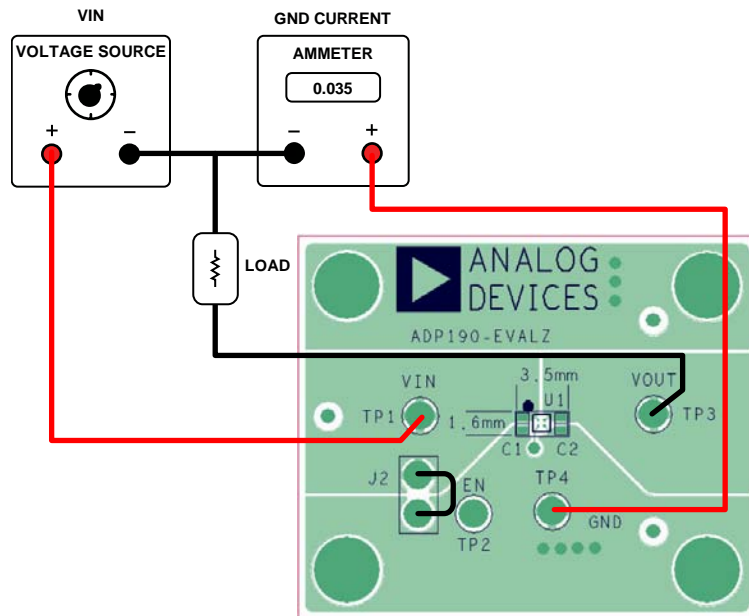 VIN
GND CURRENT
VOLTAGE SOURCE
AMMETER
0.035
+
–
–
+
LOAD
ANALOG
DEVICES
ADP190-EVALZ
3.5mm
VIN
VOUT
U1
TP1
1.6mm
TP3
C1
C2
J2
EN
TP4
GND
TP2